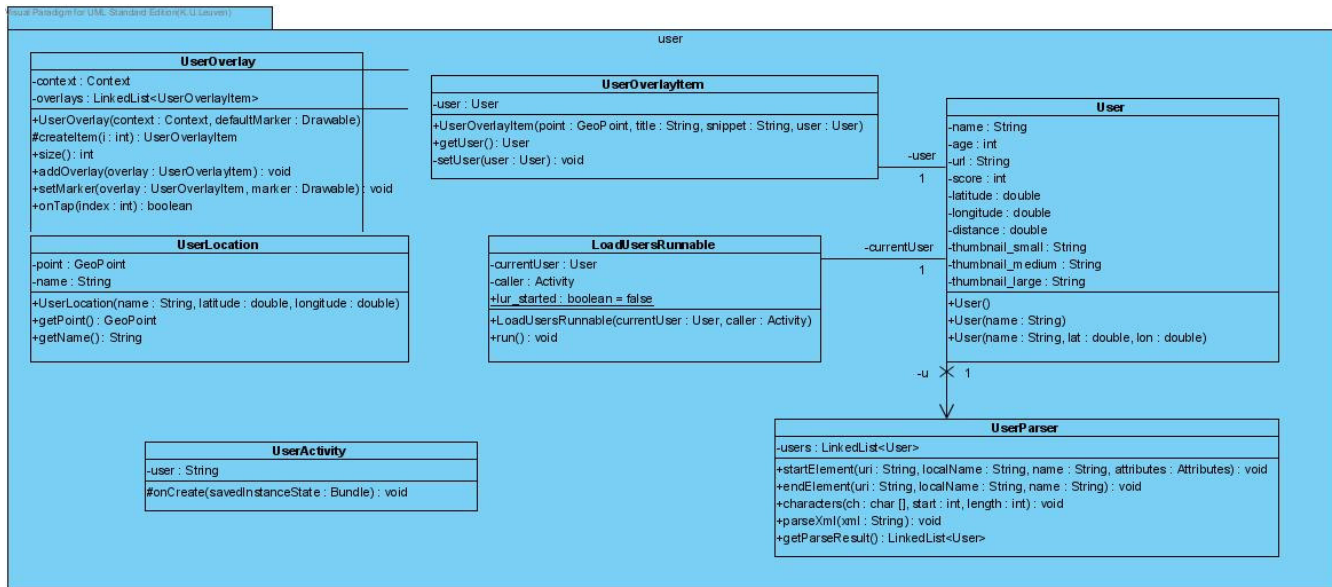 Visual Paradigm for UML Standard Edition(K.U.Leuven)
user
UserOverlay
-context : Context
-overlays : LinkedList<UserOverlayItem>
+UserOverlay(context : Context, defaultMarker : Drawable)
#createItem(i : int) : UserOverlayItem
+size() : int
+addOverlay(overlay : UserOverlayItem) : void
+setMarker(overlay : UserOverlayItem, marker : Drawable) : void
+onTap(index : int) : boolean
UserOverlayItem
-user : User
+UserOverlayItem(point : GeoPoint, title : String, snippet : String, user : User)
+getUser() : User
-setUser(user : User) : void
-user
1
User
-name : String
-age : int
-url : String
-score : int
-latitude : double
-longitude : double
-distance : double
-thumbnail_small : String
-thumbnail_medium : String
-thumbnail_large : String
+User()
+User(name : String)
+User(name : String, lat : double, lon : double)
UserLocation
-point : GeoPoint
-name : String
+UserLocation(name : String, latitude : double, longitude : double)
+getPoint() : GeoPoint
+getName() : String
LoadUsersRunnable
-currentUser : User
-caller : Activity
+lur_started : boolean = false
+LoadUsersRunnable(currentUser : User, caller : Activity)
+run() : void
-currentUser
1
-u
1
UserActivity
-user : String
#onCreate(savedInstanceState : Bundle) : void
UserParser
-users : LinkedList<User>
+startElement(uri : String, localName : String, name : String, attributes : Attributes) : void
+endElement(uri : String, localName : String, name : String) : void
+characters(ch : char [], start : int, length : int) : void
+parseXml(xml : String) : void
+getParseResult() : LinkedList<User>